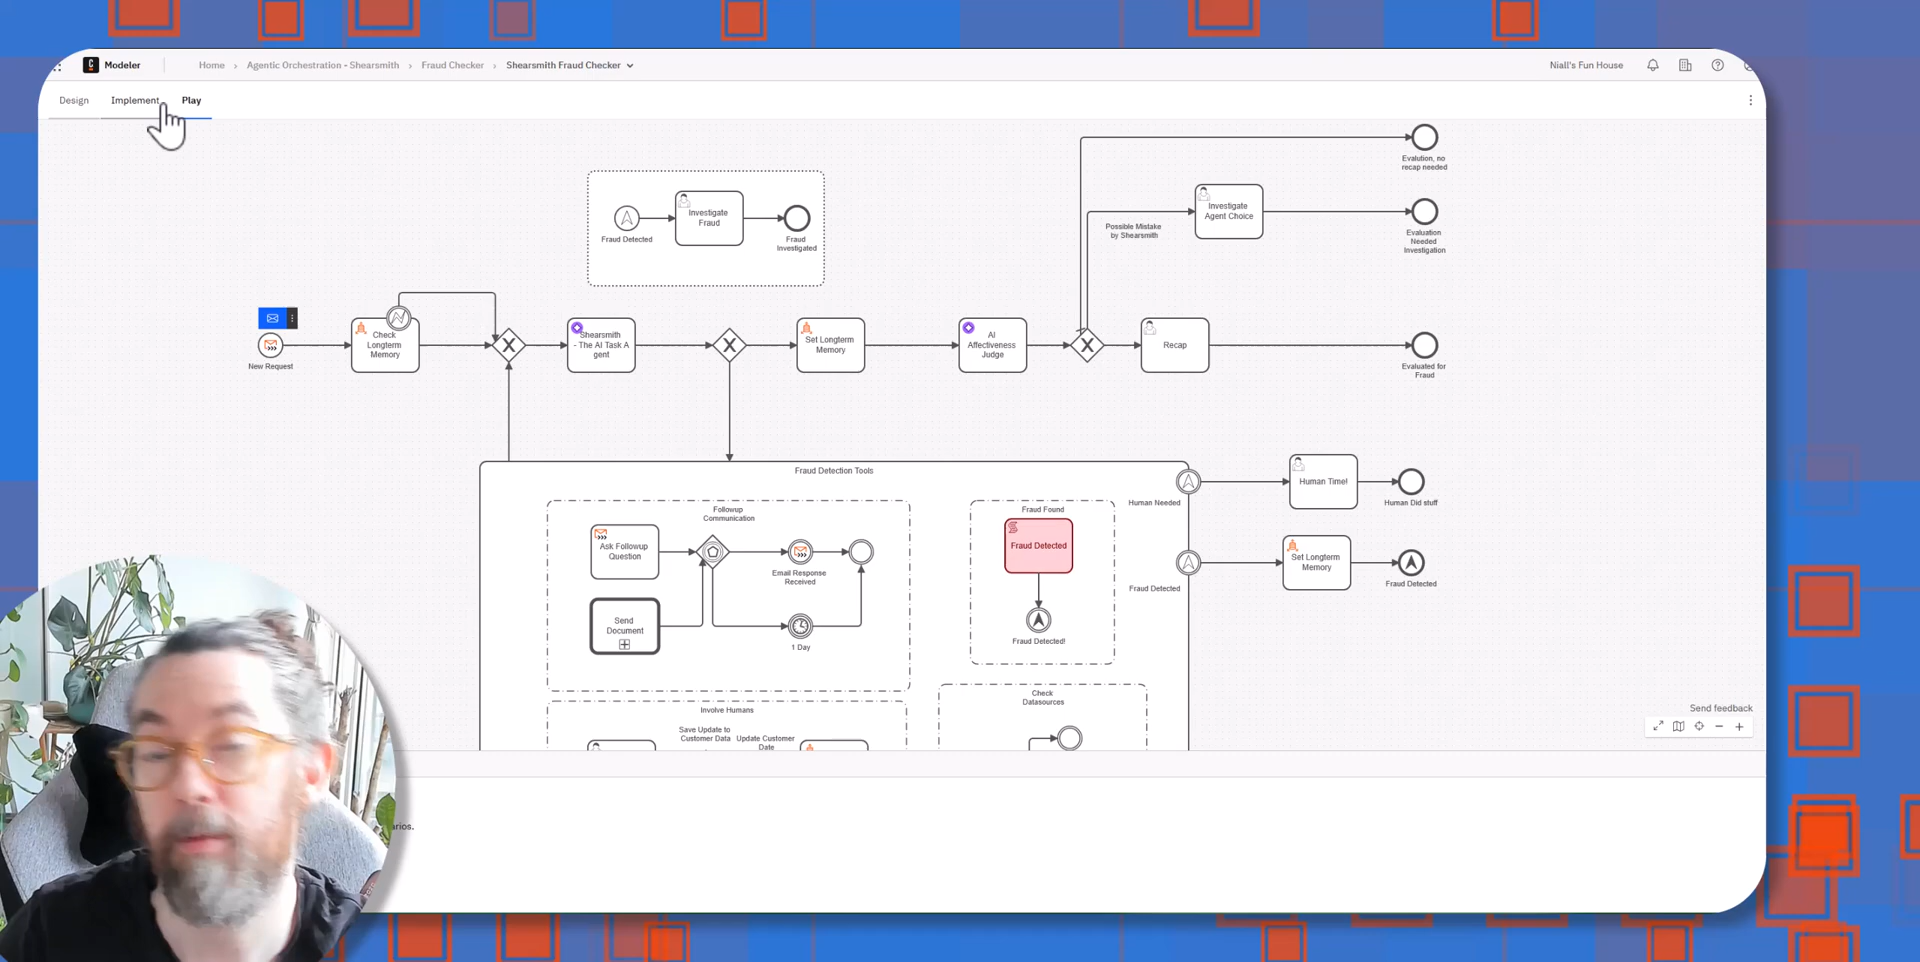 Modeler
Home
Agentic Orchestration - Shearsmith
Fraud Checker
Shearsmith Fraud Checker
Niall's Fun House
Design
Implement
Play
Evalution, no
recap needed
Investigate
Agent Choice
Possible Mistake
by Shearsmith
Evaluation
Needed
Investigation
Fraud Detected
Investigate
Fraud
Fraud
Investigated
New Request
Check
Longterm
Memory
Shearsmith
- The AI Task A
gent
Set Longterm
Memory
AI
Affectiveness
Judge
Recap
Evaluated for
Fraud
Fraud Detection Tools
Followup
Communication
Ask Followup
Question
Email Response
Received
Send
Document
1 Day
Fraud Found
Fraud Detected
Fraud Detected!
Human Needed
Human Time!
Human Did stuff
Fraud Detected
Set Longterm
Memory
Fraud Detected
Check
Datasources
Involve Humans
Save Update to
Customer Data
Update Customer
Date
Send feedback
arios.